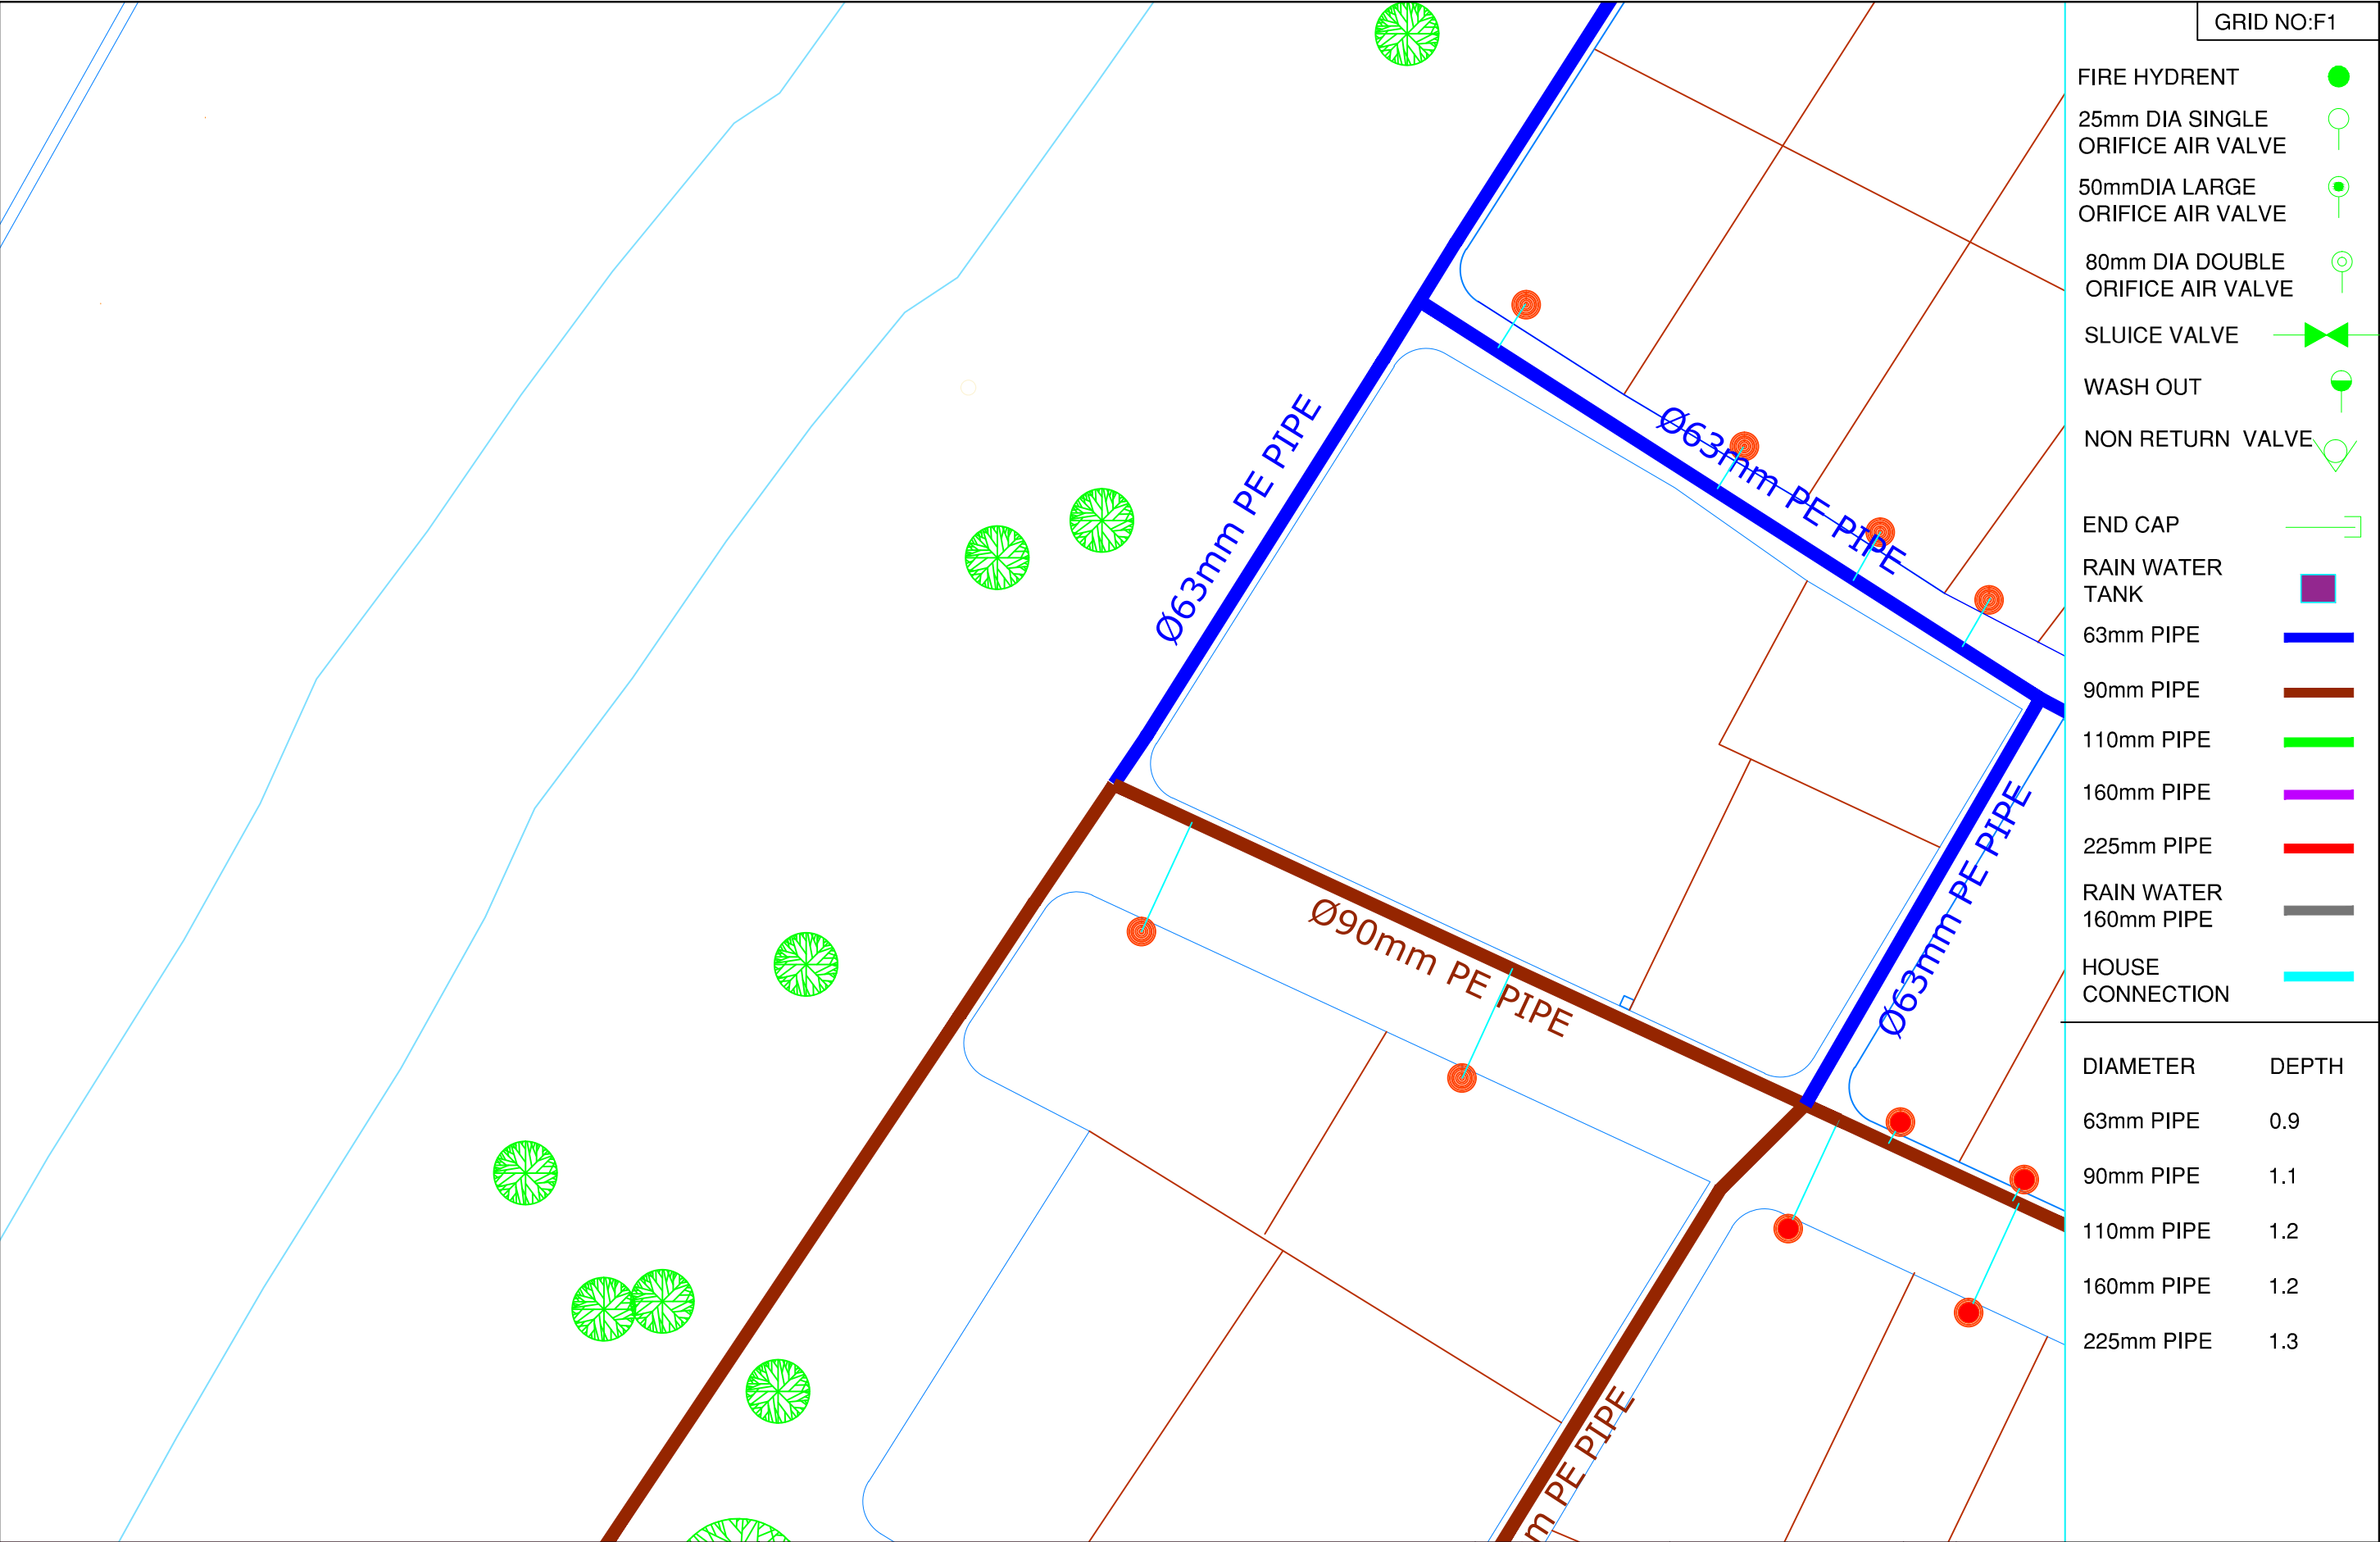 GRID NO:F1
FIRE HYDRENT
25mm DIA SINGLE
ORIFICE AIR VALVE
50mmDIA LARGE
ORIFICE AIR VALVE
80mm DIA DOUBLE
ORIFICE AIR VALVE
SLUICE VALVE
WASH OUT
NON RETURN VALVE
END CAP
RAIN WATER
TANK
63mm PIPE
90mm PIPE
110mm PIPE
160mm PIPE
225mm PIPE
RAIN WATER
160mm PIPE
HOUSE
CONNECTION
DIAMETER DEPTH
63mm PIPE 0.9
90mm PIPE 1.1
110mm PIPE 1.2
160mm PIPE 1.2
225mm PIPE 1.3
Ø63mm PE PIPE
Ø63mm PE PIPE
Ø63mm PE PIPE
Ø90mm PE PIPE
m PE PIPE